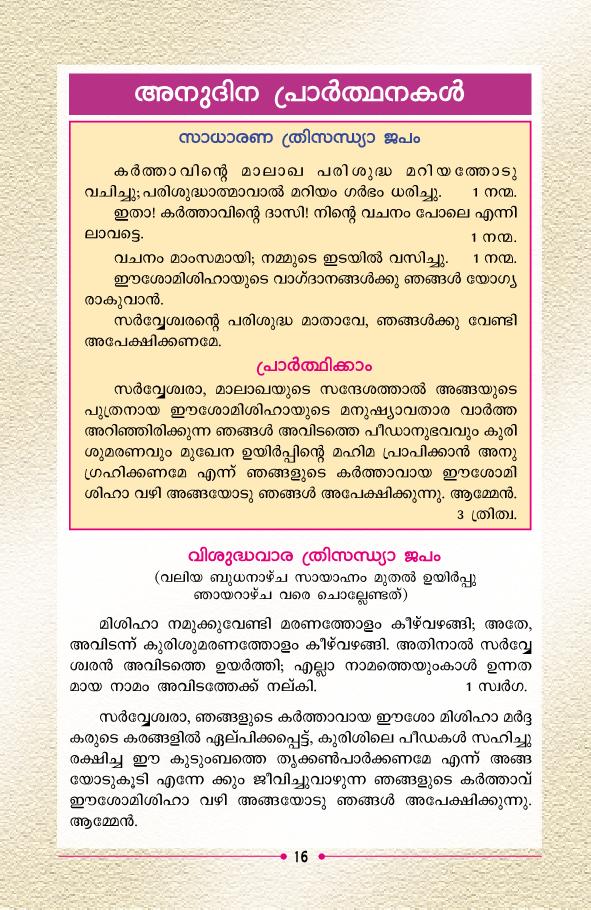 അനുദിന പ്രാർത്ഥനകൾ
സാധാരണ ത്രിസന്ധ്യാ ജപം
കർത്താവിന്റെ മാലാഖ പരിശുദ്ധ മറിയത്തോടു
വചിച്ചു; പരിശുദ്ധാത്മാവാൽ മറിയം ഗർഭം ധരിച്ചു. 1 നന്മ.
ഇതാ! കർത്താവിന്റെ ദാസി! നിന്റെ വചനം പോലെ എന്നി
ലാവട്ടെ. 1 നന്മ.
വചനം മാംസമായി; നമ്മുടെ ഇടയിൽ വസിച്ചു. 1 നന്മ.
ഈശോമിശിഹായുടെ വാഗ്ദാനങ്ങൾക്കു ഞങ്ങൾ യോഗ്യ
രാകുവാൻ.
സർവ്വേശ്വരന്റെ പരിശുദ്ധ മാതാവേ, ഞങ്ങൾക്കു വേണ്ടി
അപേക്ഷിക്കണമേ.
പ്രാർത്ഥിക്കാം
സർവ്വേശ്വരാ, മാലാഖയുടെ സന്ദേശത്താൽ അങ്ങയുടെ
പുത്രനായ ഈശോമിശിഹായുടെ മനുഷ്യാവതാര വാർത്ത
അറിഞ്ഞിരിക്കുന്ന ഞങ്ങൾ അവിടത്തെ പീഡാനുഭവവും കുരി
ശുമരണവും മുഖേന ഉയിർപ്പിന്റെ മഹിമ പ്രാപിക്കാൻ അനു
ഗ്രഹിക്കണമേ എന്ന് ഞങ്ങളുടെ കർത്താവായ ഈശോമി
ശിഹാ വഴി അങ്ങയോടു ഞങ്ങൾ അപേക്ഷിക്കുന്നു. ആമ്മേൻ.
3 ത്രിത്വ.
വിശുദ്ധവാര ത്രിസന്ധ്യാ ജപം
(വലിയ ബുധനാഴ്ച സായാഹ്നം മുതൽ ഉയിർപ്പു
ഞായറാഴ്ച വരെ ചൊല്ലേണ്ടത്)
മിശിഹാ നമുക്കുവേണ്ടി മരണത്തോളം കീഴ്‌വഴങ്ങി; അതേ,
അവിടന്ന് കുരിശുമരണത്തോളം കീഴ്‌വഴങ്ങി. അതിനാൽ സർവ്വേ
ശ്വരൻ അവിടത്തെ ഉയർത്തി; എല്ലാ നാമത്തെയുംകാൾ ഉന്നത
മായ നാമം അവിടത്തേക്ക് നല്കി. 1 സ്വർഗ.
സർവ്വേശ്വരാ, ഞങ്ങളുടെ കർത്താവായ ഈശോ മിശിഹാ മർദ്ദ
കരുടെ കരങ്ങളിൽ ഏല്പിക്കപ്പെട്ട്, കുരിശിലെ പീഡകൾ സഹിച്ചു
രക്ഷിച്ച ഈ കുടുംബത്തെ തൃക്കൺപാർക്കണമേ എന്ന് അങ്ങ
യോടുകൂടി എന്നേ ക്കും ജീവിച്ചുവാഴുന്ന ഞങ്ങളുടെ കർത്താവ്
ഈശോമിശിഹാ വഴി അങ്ങയോടു ഞങ്ങൾ അപേക്ഷിക്കുന്നു.
ആമ്മേൻ.
16